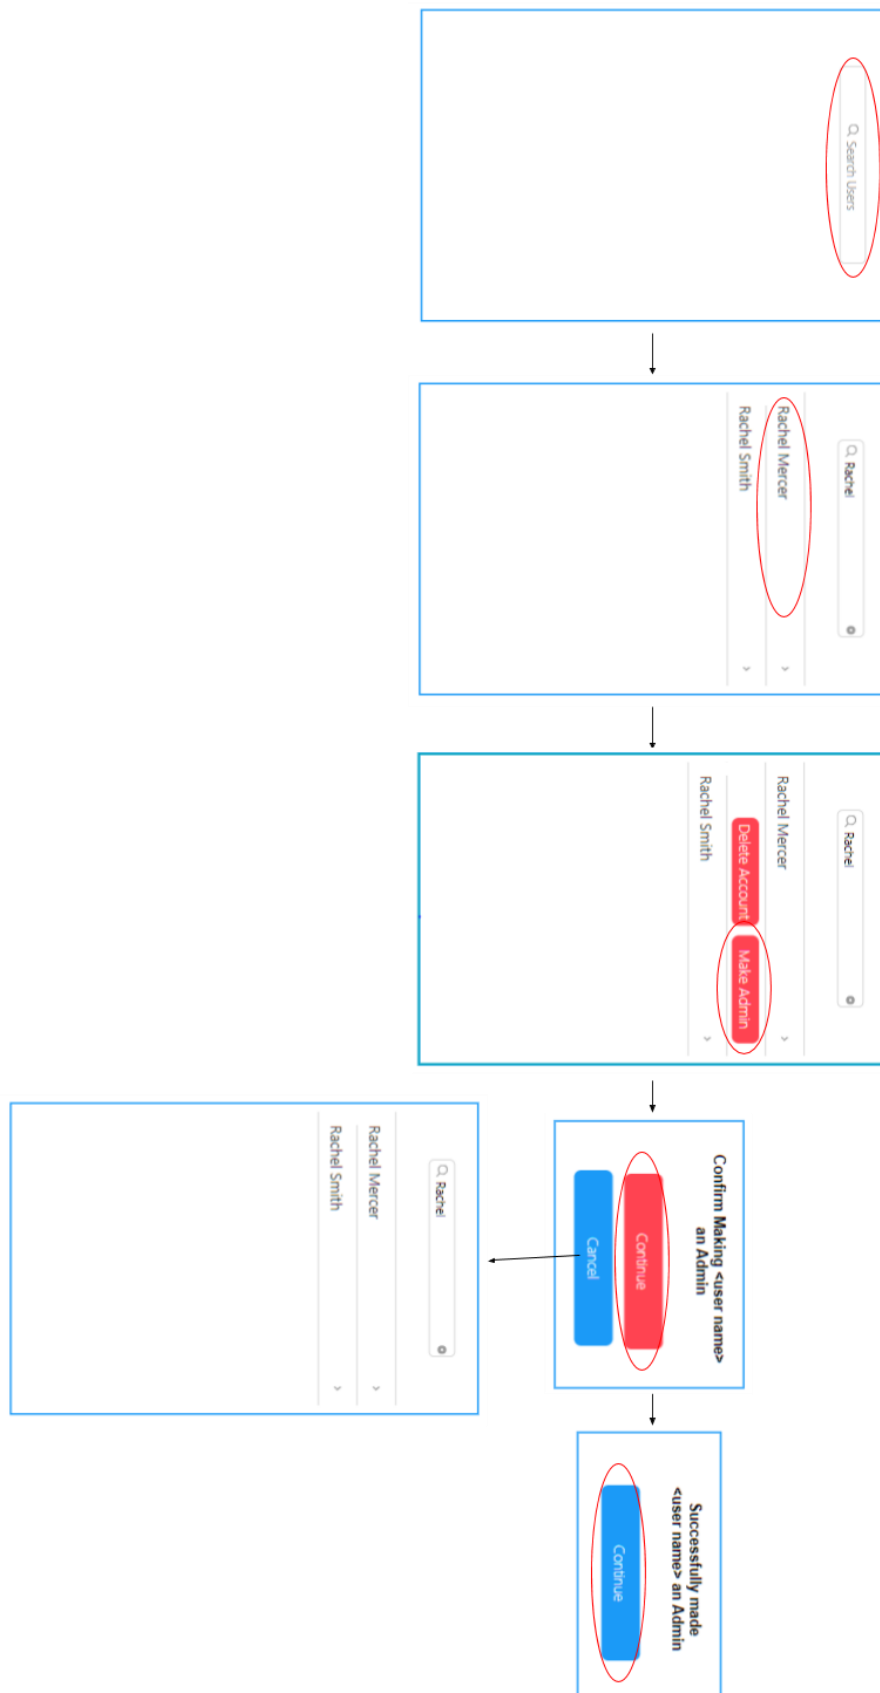 Search Users
Rachel
Rachel Mercer
Rachel Smith
Rachel
Rachel Mercer
Delete Account
Make Admin
Rachel Smith
Confirm Making <user name>
an Admin
Continue
Cancel
Rachel
Rachel Mercer
Rachel Smith
Successfully made
<user name> an Admin
Continue